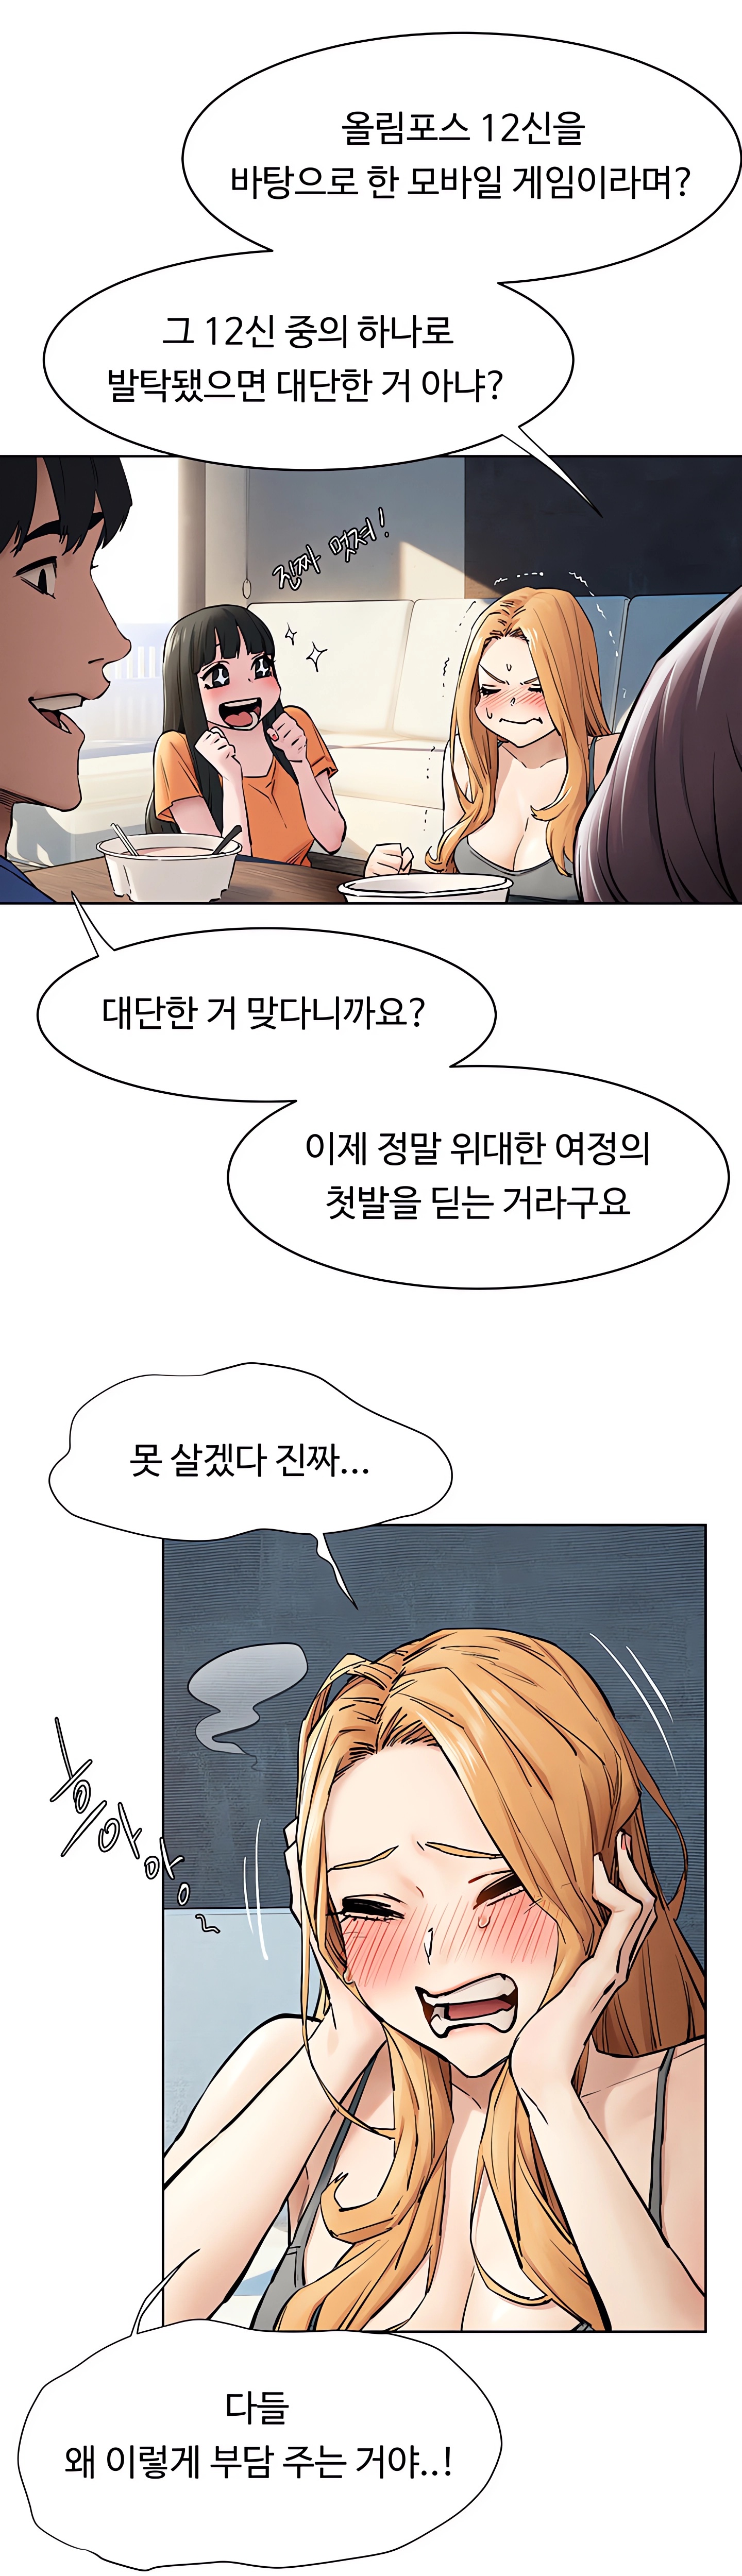 올림포스 12신을
바탕으로 한 모바일 게임이라며?
그 12신 중의 하나로
발탁됐으면 대단한 거 아냐?
진짜 멋져!
대단한 거 맞다니까요?
이제 정말 위대한 여정의
첫발을 딛는 거라구요
못 살겠다 진짜...
흐아앙~
다들
왜 이렇게 부담 주는 거야..!